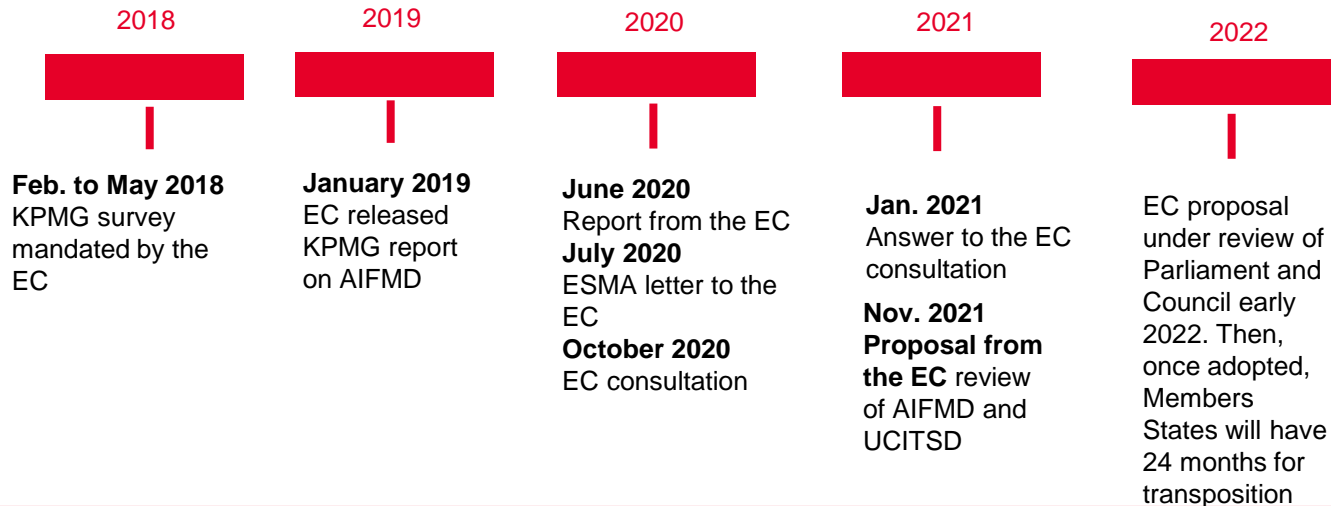 2018
2019
2020
2021
2022
Feb. to May 2018
KPMG survey
mandated by the
EC
January 2019
EC released
KPMG report
on AIFMD
June 2020
Report from the EC
July 2020
ESMA letter to the
EC
October 2020
EC consultation
Jan. 2021
Answer to the EC
consultation
Nov. 2021
Proposal from
the EC review
of AIFMD and
UCITSD
EC proposal
under review of
Parliament and
Council early
2022. Then,
once adopted,
Members
States will have
24 months for
transposition